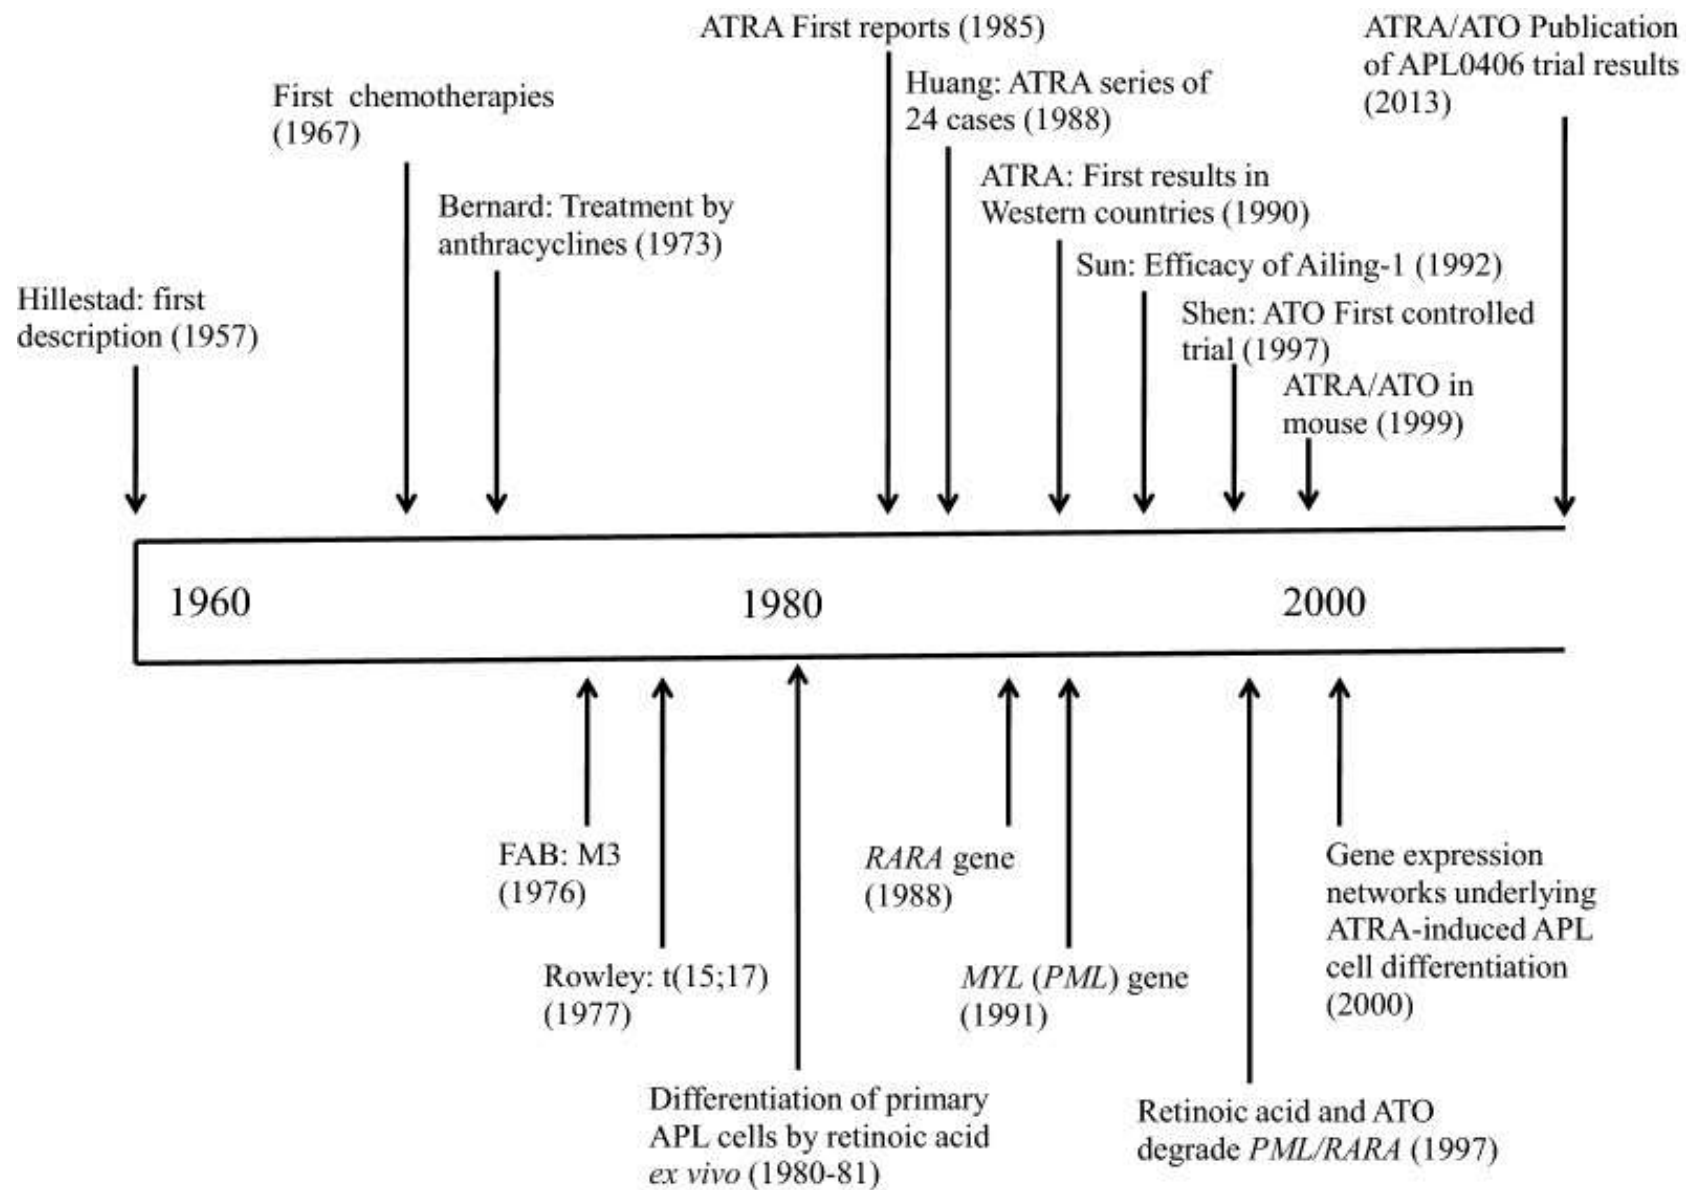 ATRA First reports (1985)
ATRA/ATO Publication
of APL0406 trial results
(2013)
Huang: ATRA series of
24 cases (1988)
First chemotherapies
(1967)
ATRA: First results in
Western countries (1990)
Bernard: Treatment by
anthracyclines (1973)
Sun: Efficacy of Ailing-1 (1992)
Hillestad: first
description (1957)
Shen: ATO First controlled
trial (1997)
ATRA/ATO in
mouse (1999)
1960
1980
2000
FAB: M3
(1976)
RARA gene
(1988)
Gene expression
networks underlying
ATRA-induced APL
cell differentiation
(2000)
Rowley: t(15;17)
(1977)
MYL (PML) gene
(1991)
Differentiation of primary
APL cells by retinoic acid
ex vivo (1980-81)
Retinoic acid and ATO
degrade PML/RARA (1997)